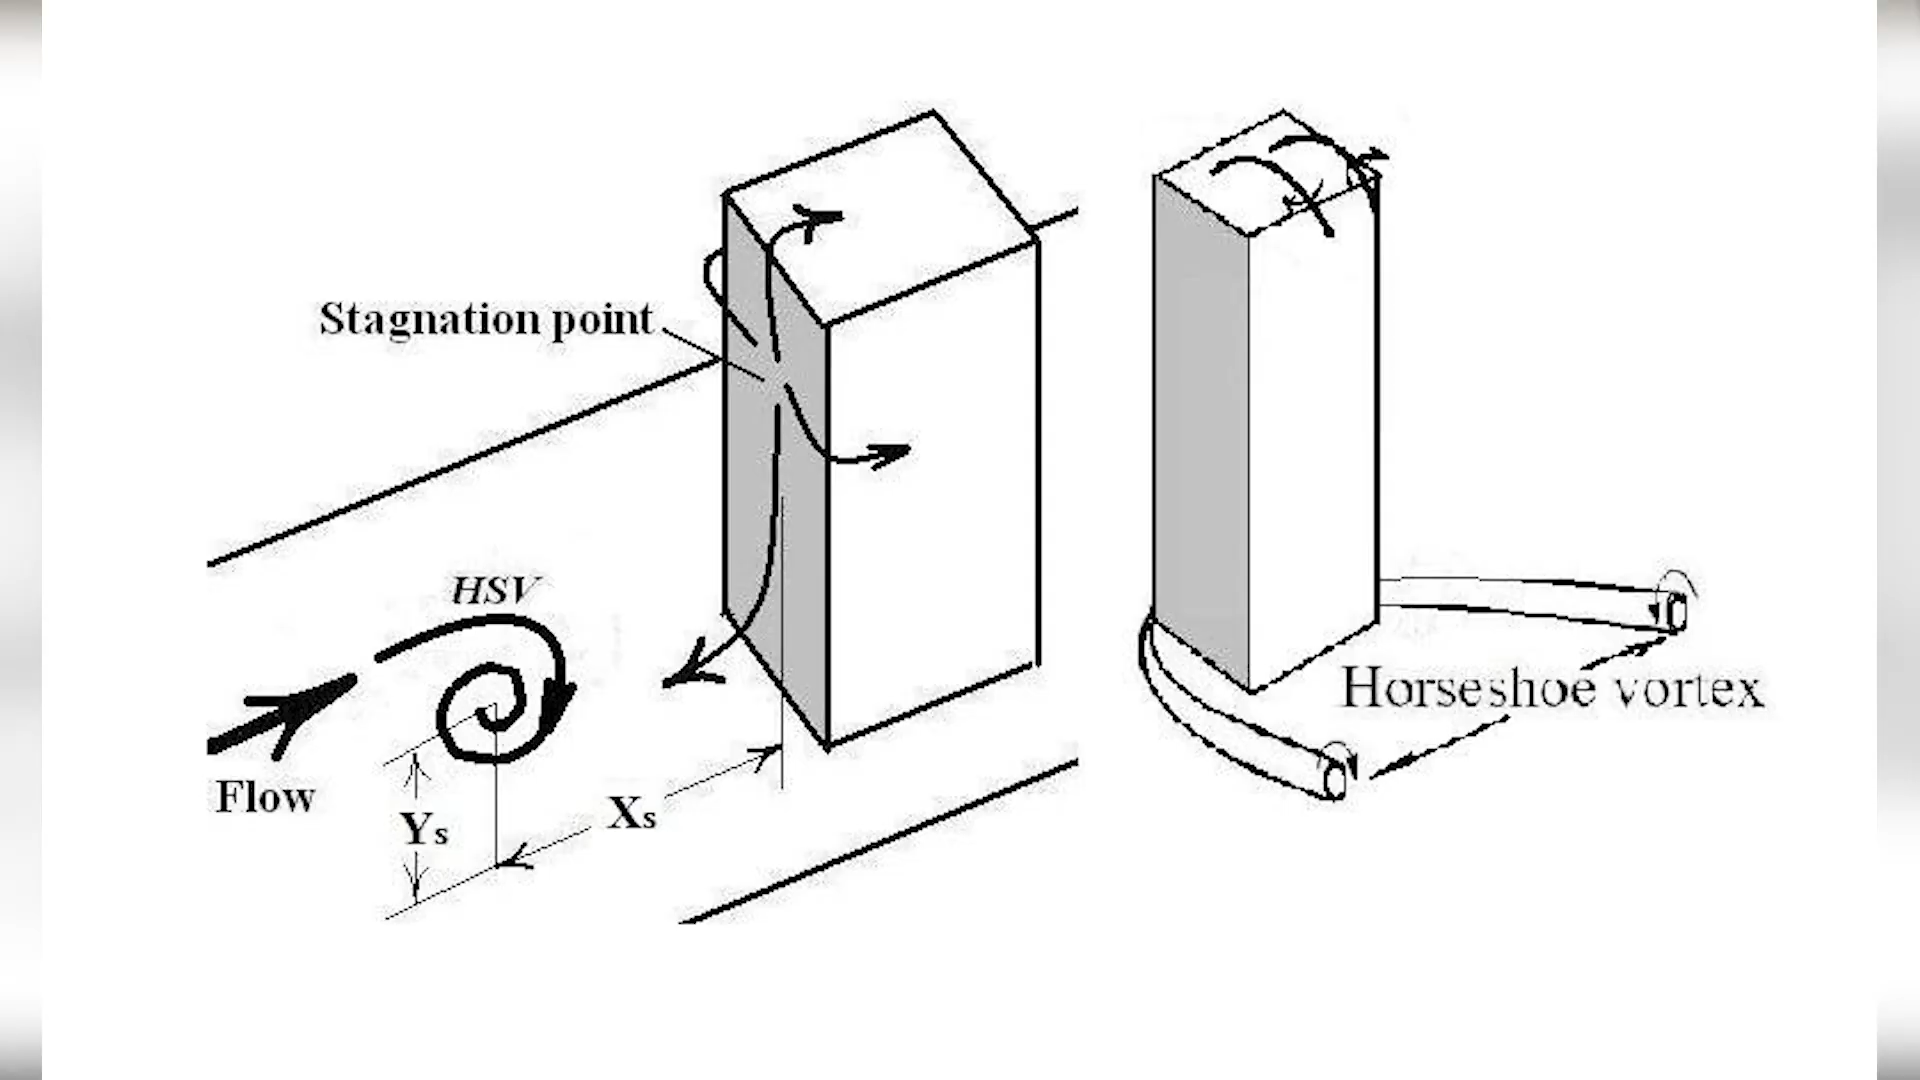 Stagnation point
HSV
Flow
Ys
Xs
Horseshoe vortex